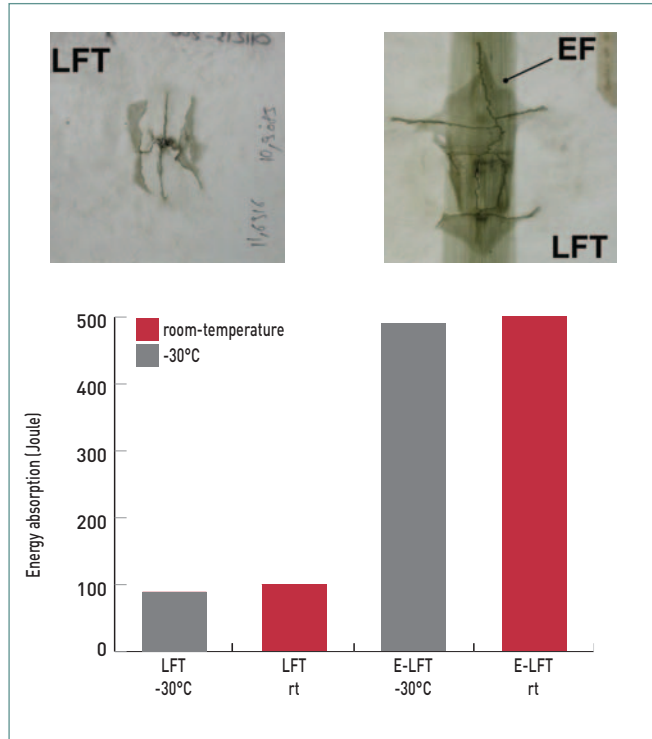 LFT
EF
LFT
500
400
300
200
100
0
Energy absorption (Joule)
room-temperature
-30°C
LFT
-30°C
LFT
rt
E-LFT
-30°C
E-LFT
rt